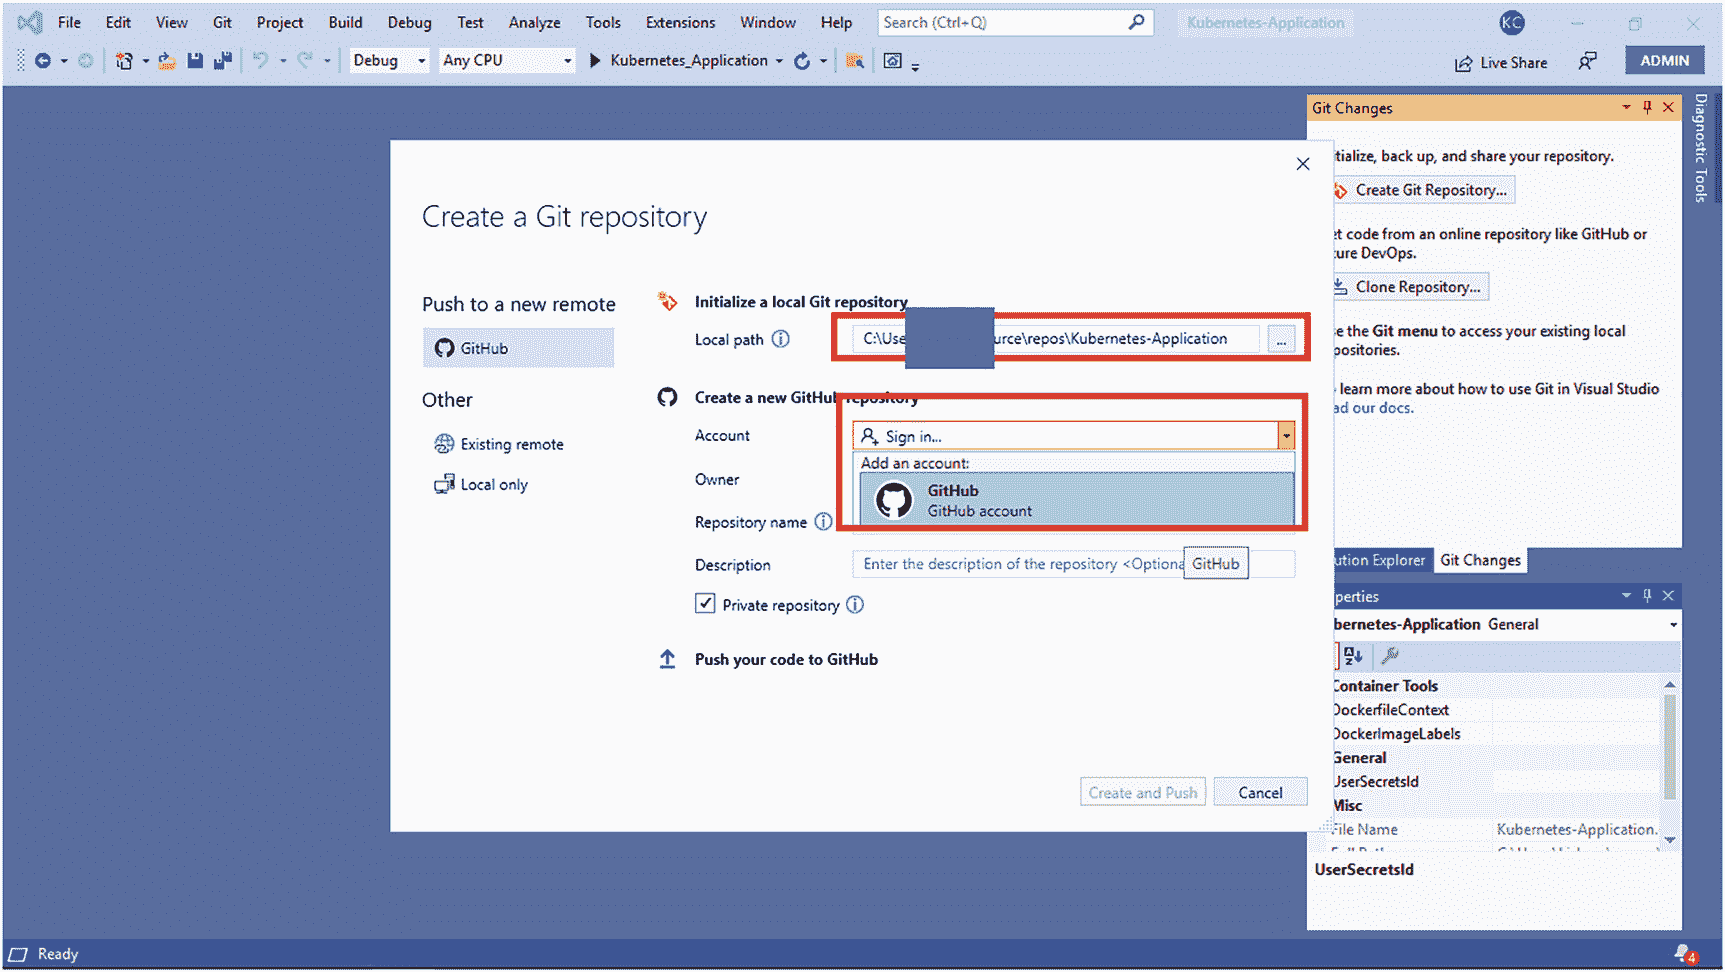 File Edit View Git Project Build Debug Test Analyze Tools Extensions Window Help Search (Ctrl+Q) Kubernetes-Application KC
Debug Any CPU Kubernetes_Application Live Share ADMIN
Git Changes
Diagnostic Tools
tialize, back up, and share your repository.
Create Git Repository...
et code from an online repository like GitHub or
ure DevOps.
Clone Repository...
e the Git menu to access your existing local
positories.
learn more about how to use Git in Visual Studio
ad our docs.
Create a Git repository
Push to a new remote
GitHub
Other
Existing remote
Local only
Initialize a local Git repository
Local path C:\Use urce\repos\Kubernetes-Application ...
Create a new GitHub repository
Account Sign in...
Add an account:
GitHub
GitHub account
Owner
Repository name
Description Enter the description of the repository <Optiona GitHub
Private repository
Push your code to GitHub
Create and Push Cancel
ution Explorer Git Changes
perties
bernetes-Application General
Container Tools
DockerfileContext
DockerImageLabels
General
UserSecretsId
Misc
File Name Kubernetes-Application.
UserSecretsId
Ready 4